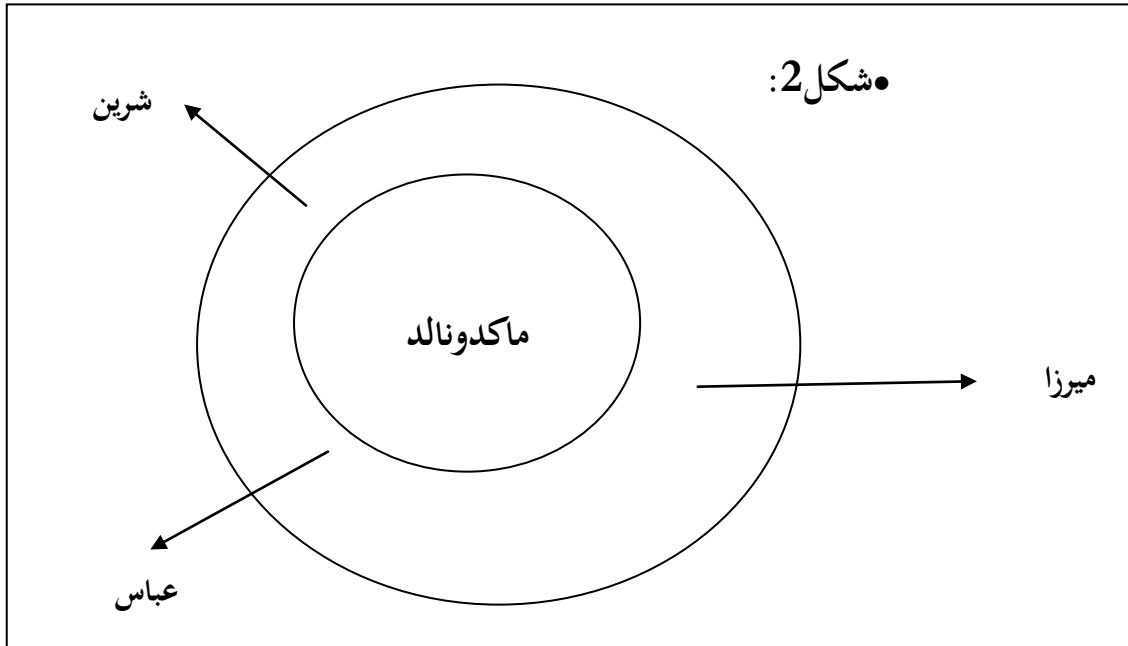 •شكل2:
شرين
ماكدونالد
ميرزا
عباس